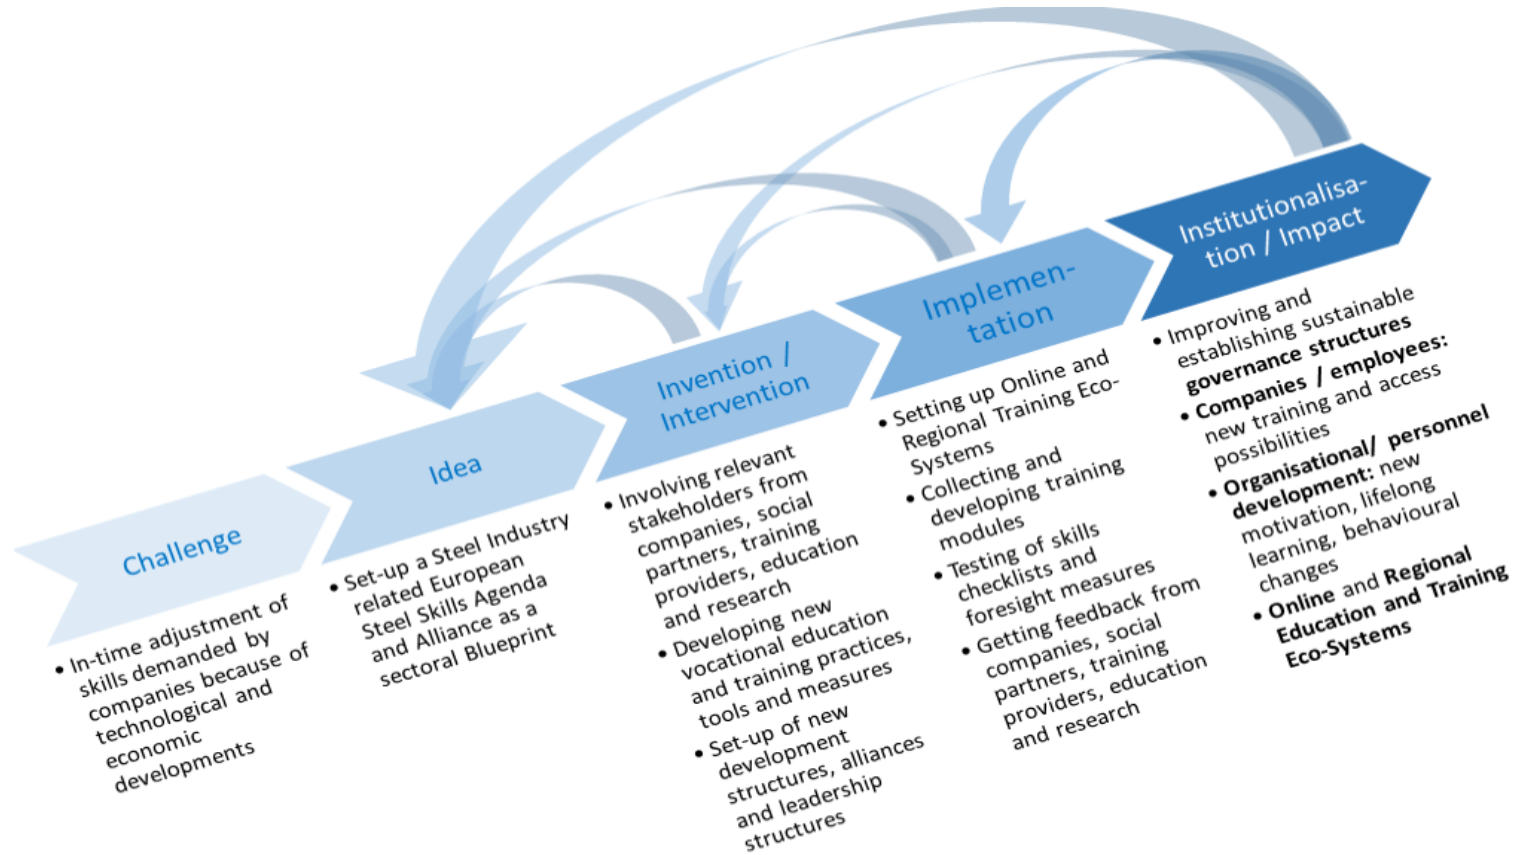 Challenge
• In-time adjustment of
skills demanded by
companies because of
technological and
economic
developments
Idea
• Set-up a Steel Industry
related European
Steel Skills Agenda
and Alliance as a
sectoral Blueprint
Invention /
Intervention
• Involving relevant
stakeholders from
companies, social
partners, training
providers, education
and research
• Developing new
vocational education
and training practices,
tools and measures
• Set-up of new
development
structures, alliances
and leadership
structures
Implemen-
tation
• Setting up Online and
Regional Training Eco-
Systems
• Collecting and
developing training
modules
• Testing of skills
checklists and
foresight measures
• Getting feedback from
companies, social
partners, training
providers, education
and research
Institutionalisa-
tion / Impact
• Improving and
establishing sustainable
governance structures
• Companies / employees:
new training and access
possibilities
• Organisational/ personnel
development: new
motivation, lifelong
learning, behavioural
changes
• Online and Regional
Education and Training
Eco-Systems